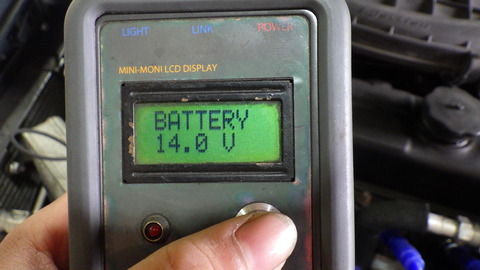 LIGHT LINK POWER
MINI-MONI LCD DISPLAY
BATTERY
14.0 V